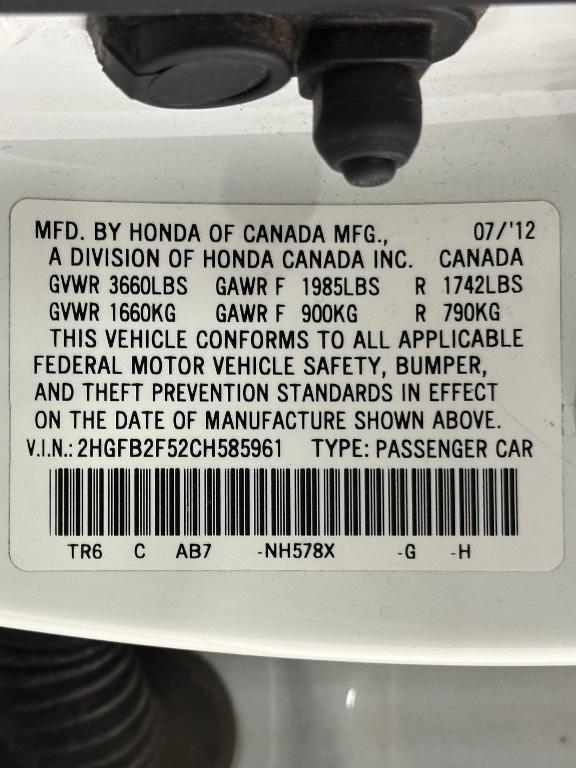 MFD. BY HONDA OF CANADA MFG., 07/'12
A DIVISION OF HONDA CANADA INC. CANADA
GVWR 3660LBS GAWR F 1985LBS R 1742LBS
GVWR 1660KG GAWR F 900KG R 790KG
THIS VEHICLE CONFORMS TO ALL APPLICABLE
FEDERAL MOTOR VEHICLE SAFETY, BUMPER,
AND THEFT PREVENTION STANDARDS IN EFFECT
ON THE DATE OF MANUFACTURE SHOWN ABOVE.
V.I.N.: 2HGFB2F52CH585961 TYPE: PASSENGER CAR
TR6 C AB7 -NH578X -G -H